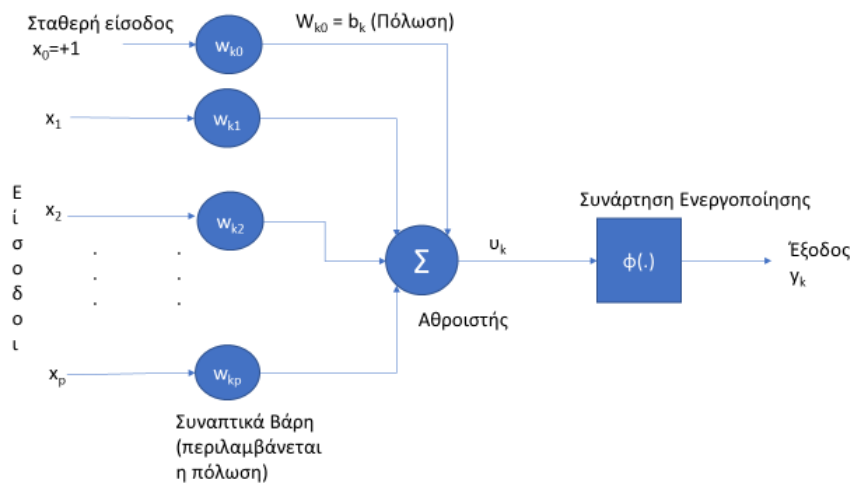 Σταθερή είσοδος
x0=+1
wk0
Wk0 = bk (Πόλωση)
x1
wk1
Είσοδοι
x2
wk2
. .
. .
. .
Σ
υk
Συνάρτηση Ενεργοποίησης
φ(.)
Έξοδος
yk
Αθροιστής
xp
wkp
Συναπτικά Βάρη
(περιλαμβάνεται
η πόλωση)